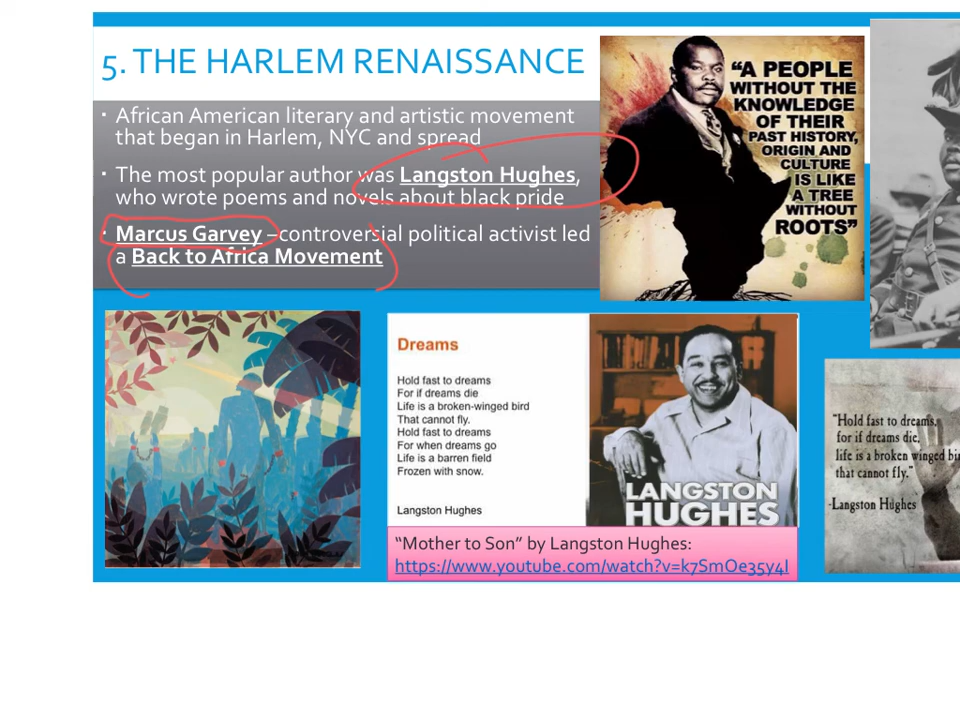 5. THE HARLEM RENAISSANCE
▪ African American literary and artistic movement
that began in Harlem, NYC and spread
▪ The most popular author was Langston Hughes,
who wrote poems and novels about black pride
▪ Marcus Garvey –controversial political activist led
a Back to Africa Movement
“A PEOPLE
WITHOUT THE
KNOWLEDGE
OF THEIR
PAST HISTORY,
ORIGIN AND
CULTURE
IS LIKE
A TREE
WITHOUT
ROOTS”
Dreams
Hold fast to dreams
For if dreams die
Life is a broken-winged bird
That cannot fly.
Hold fast to dreams
For when dreams go
Life is a barren field
Frozen with snow.
Langston Hughes
LANGSTON
HUGHES
“Mother to Son” by Langston Hughes:
https://www.youtube.com/watch?v=k7SmOe35y4I
"Hold fast to dreams,
for if dreams die,
life is a broken winged bir
that cannot fly."
-Langston Hughes